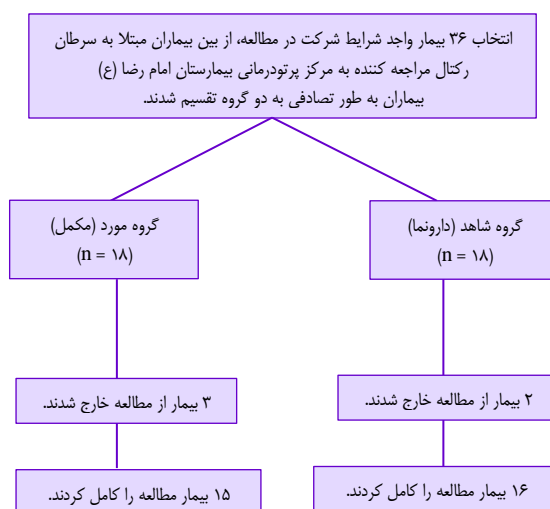 انتخاب ۳۶ بیمار واجد شرایط شرکت در مطالعه، از بین بیماران مبتلا به سرطان
رکتال مراجعه کننده به مرکز پرتودرمانی بیمارستان امام رضا (ع)
بیماران به طور تصادفی به دو گروه تقسیم شدند.
گروه شاهد (دارونما)
(n = ۱۸)
گروه مورد (مکمل)
(n = ۱۸)
۲ بیمار از مطالعه خارج شدند.
۳ بیمار از مطالعه خارج شدند.
۱۶ بیمار مطالعه را کامل کردند.
۱۵ بیمار مطالعه را کامل کردند.